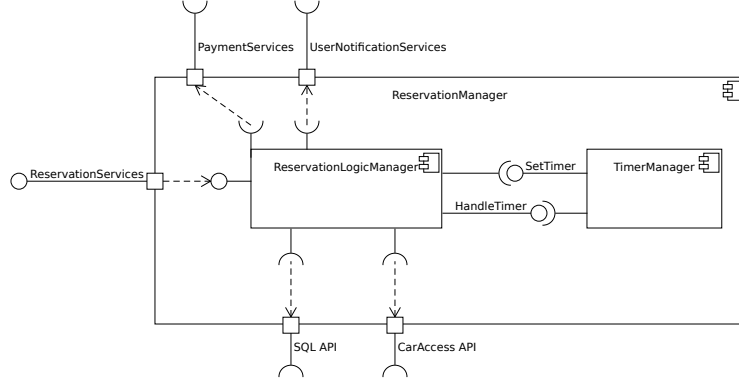 PaymentServices
UserNotificationServices
ReservationManager
ReservationServices
ReservationLogicManager
SetTimer
TimerManager
HandleTimer
SQL API
CarAccess API